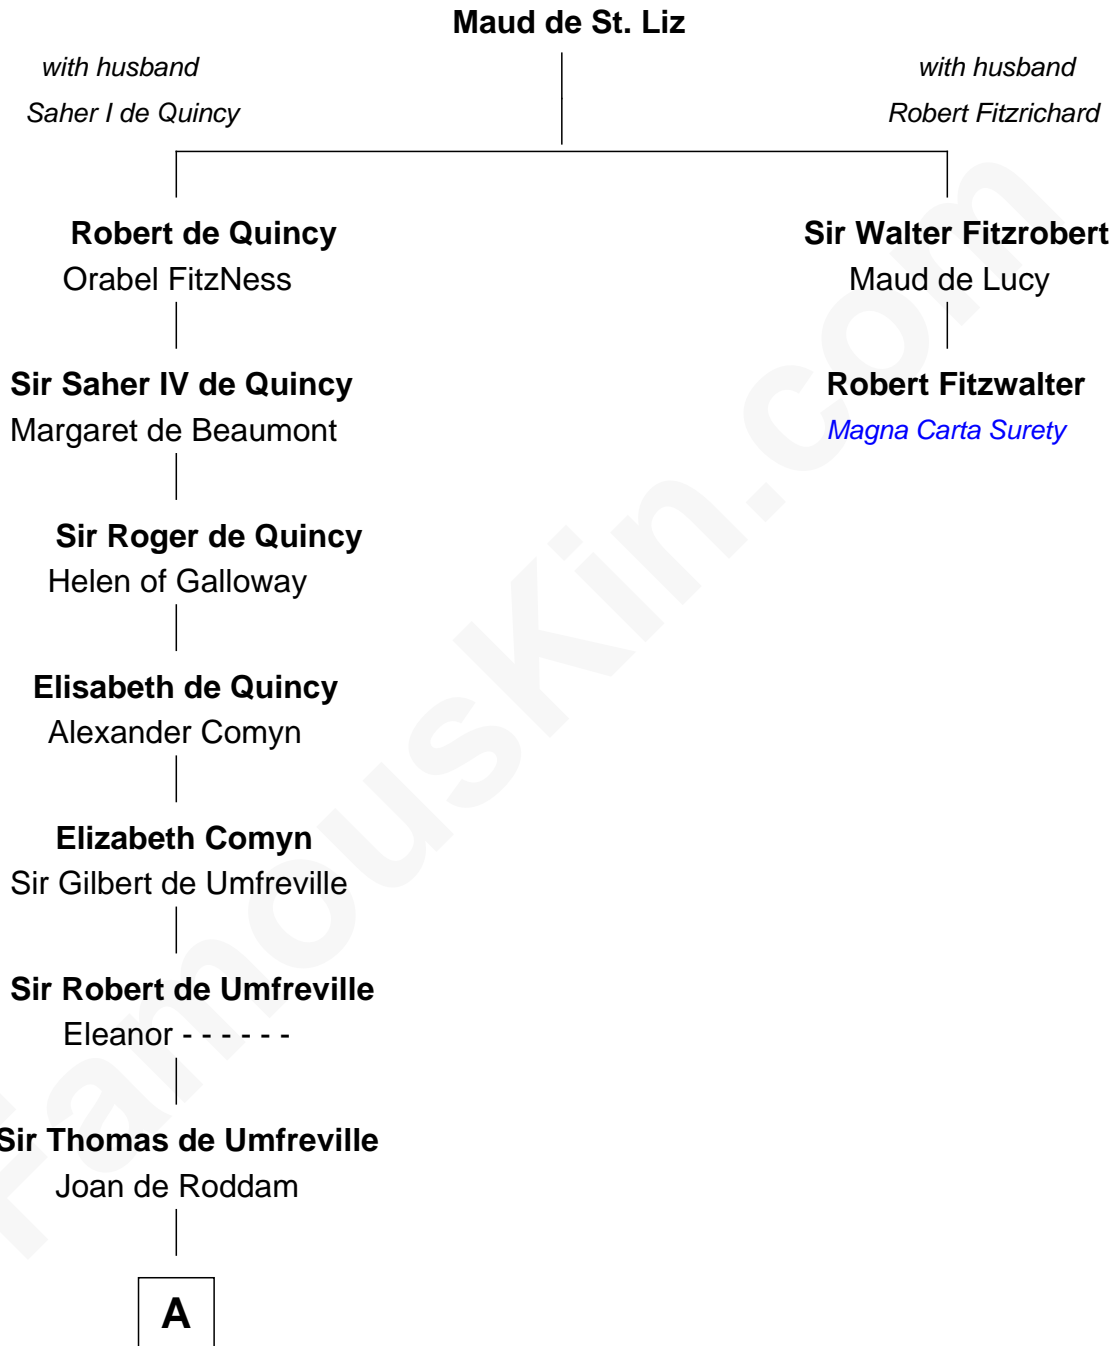 Maud de St. Liz
with husband
Saher I de Quincy
with husband
Robert Fitzrichard
Robert de Quincy
Orabel FitzNess
Sir Walter Fitzrobert
Maud de Lucy
Sir Saher IV de Quincy
Margaret de Beaumont
Robert Fitzwalter
Magna Carta Surety
Sir Roger de Quincy
Helen of Galloway
Elisabeth de Quincy
Alexander Comyn
Elizabeth Comyn
Sir Gilbert de Umfreville
Sir Robert de Umfreville
Eleanor - - - - - -
Sir Thomas de Umfreville
Joan de Roddam
A
FamousKin.com